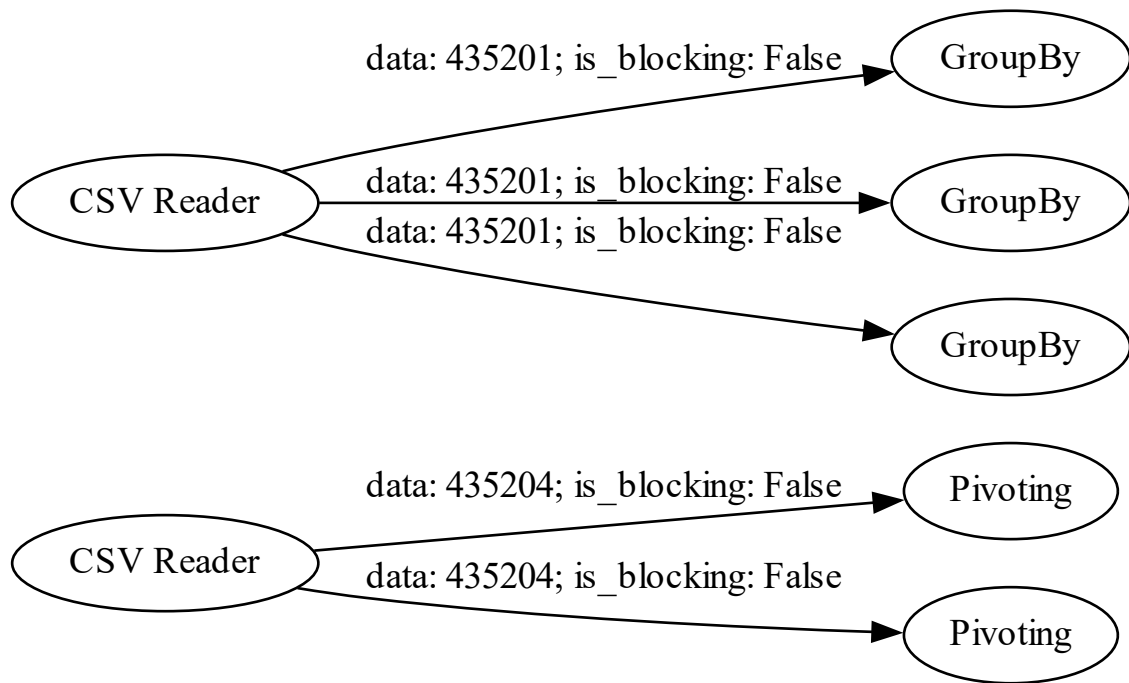 data: 435201; is_blocking: False
GroupBy
CSV Reader
data: 435201; is_blocking: False
GroupBy
data: 435201; is_blocking: False
GroupBy
data: 435204; is_blocking: False
Pivoting
CSV Reader
data: 435204; is_blocking: False
Pivoting